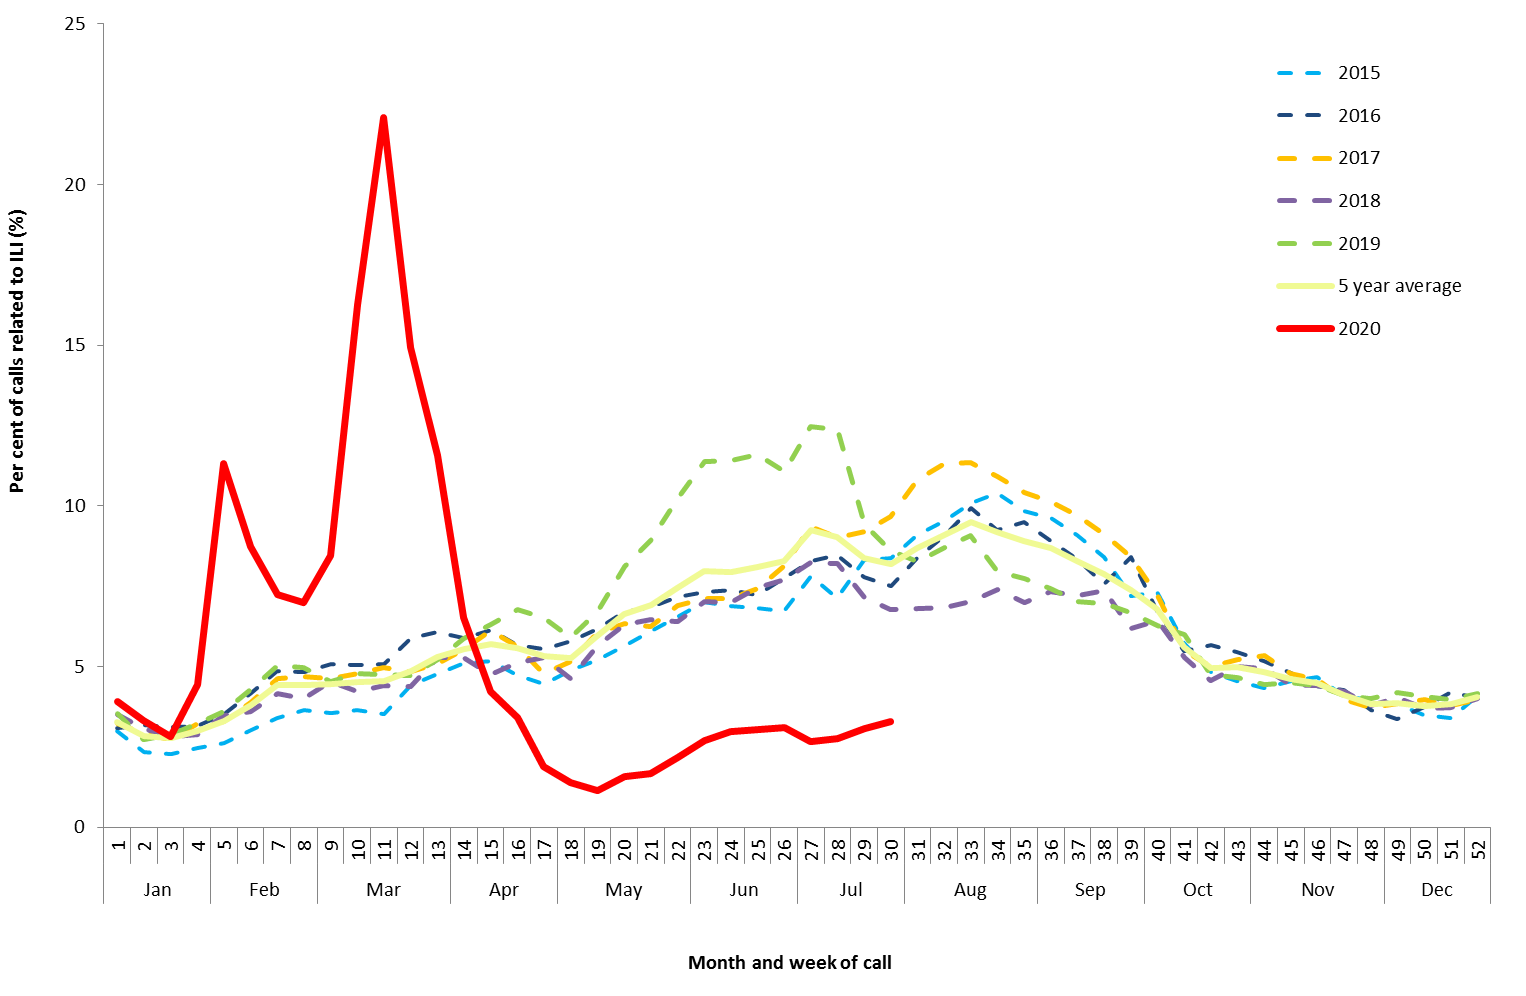 25
20
15
10
5
0
Per cent of calls related to ILI (%)
2015
2016
2017
2018
2019
5 year average
2020
1 2 3 4 5 6 7 8 9 10 11 12 13 14 15 16 17 18 19 20 21 22 23 24 25 26 27 28 29 30 31 32 33 34 35 36 37 38 39 40 41 42 43 44 45 46 47 48 49 50 51 52
Jan Feb Mar Apr May Jun Jul Aug Sep Oct Nov Dec
Month and week of call